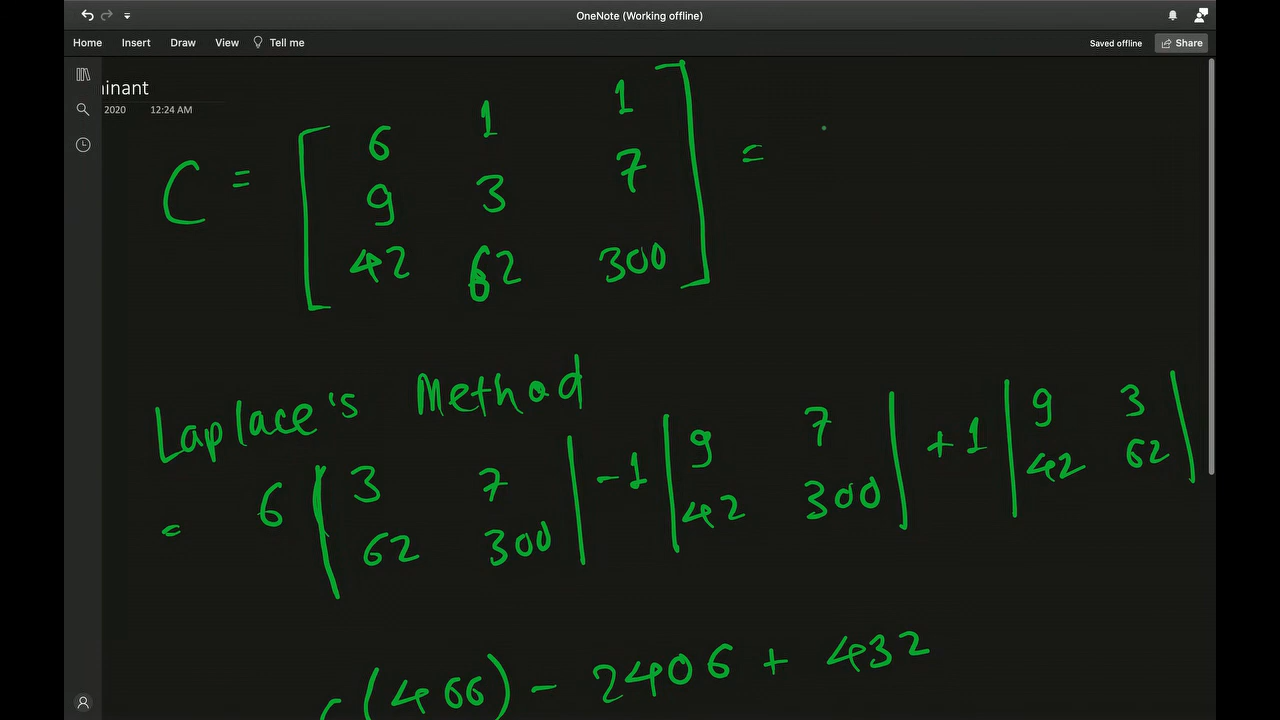 OneNote (Working offline)
Home Insert Draw View Tell me Saved offline Share
inant
2020 12:24 AM
C = [ 6 1 1 ] =
9 3 7
42 62 300
Laplace's Method
= 6 | 3 7 | - 1 | 9 7 | + 1 | 9 3 |
62 300 42 300 42 62
(466) - 2406 + 432